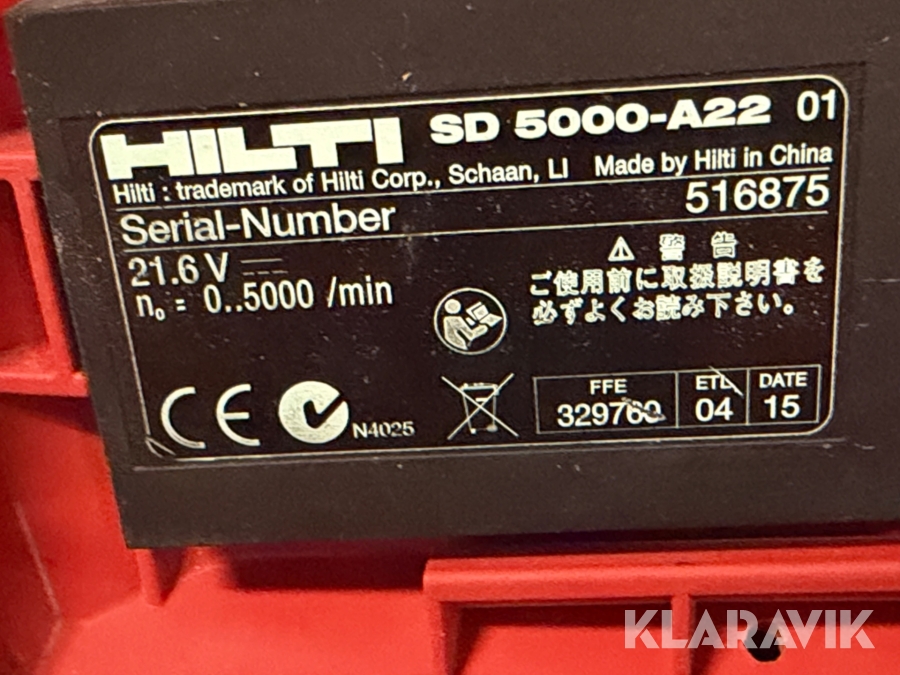 HILTI SD 5000-A22 01
Hilti : trademark of Hilti Corp., Schaan, LI Made by Hilti in China
Serial-Number 516875
21.6 V
n₀ = 0..5000 /min
警告
ご使用前に取扱説明書を
必ずよくお読み下さい。
CE N4025
FFE ETL DATE
329760 04 15
KLARAVIK